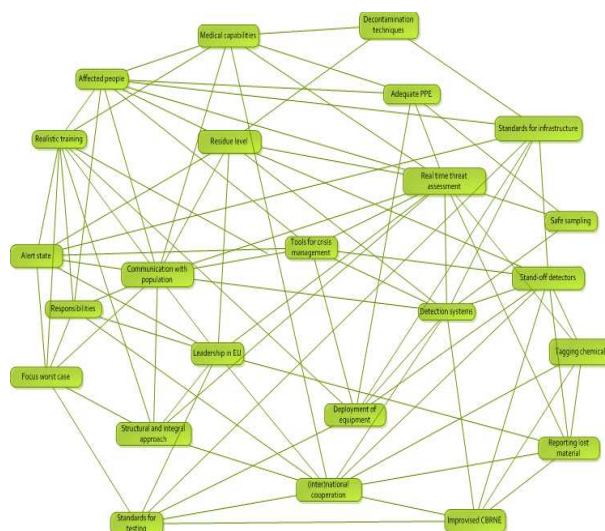 Decontamination
techniques
Medical capabilities
Affected people
Adequate PPE
Standards for infrastructure
Realistic training
Residue level
Real time threat
assessment
Safe sampling
Alert state
Tools for crisis
management
Communication with
population
Stand-off detectors
Responsibilities
Detection systems
Leadership in EU
Tagging chemical
Focus worst case
Deployment of
equipment
Structural and integral
approach
Reporting lost
material
(inter)national
cooperation
Standards for
testing
Improvised CBRNE